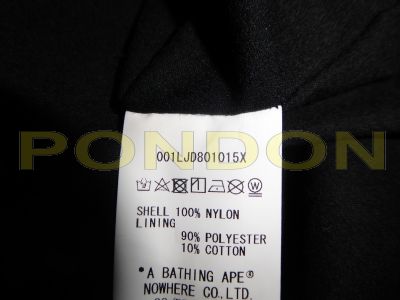 001LJD801015X
PONDON
SHELL 100% NYLON
LINING
90% POLYESTER
10% COTTON
*A BATHING APE®
NOWHERE CO.,LTD.